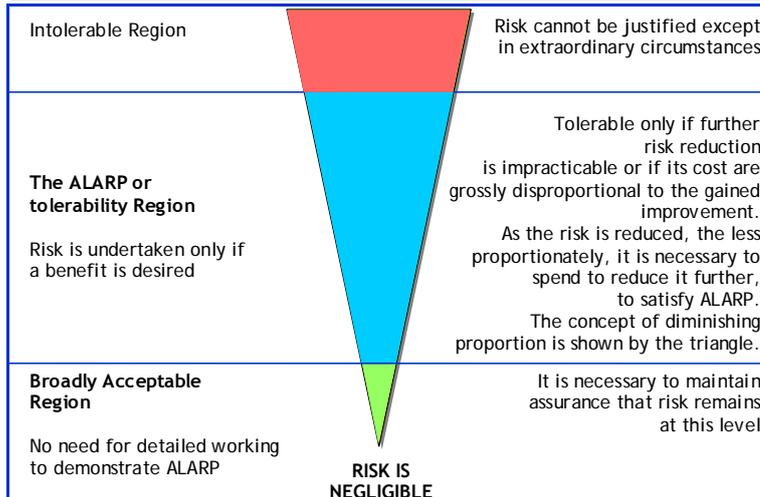 Intolerable Region
Risk cannot be justified except
in extraordinary circumstances
The ALARP or
tolerability Region
Risk is undertaken only if
a benefit is desired
Tolerable only if further
risk reduction
is impracticable or if its cost are
grossly disproportional to the gained
improvement.
As the risk is reduced, the less
proportionately, it is necessary to
spend to reduce it further,
to satisfy ALARP.
The concept of diminishing
proportion is shown by the triangle.
Broadly Acceptable
Region
No need for detailed working
to demonstrate ALARP
It is necessary to maintain
assurance that risk remains
at this level
RISK IS
NEGLIGIBLE